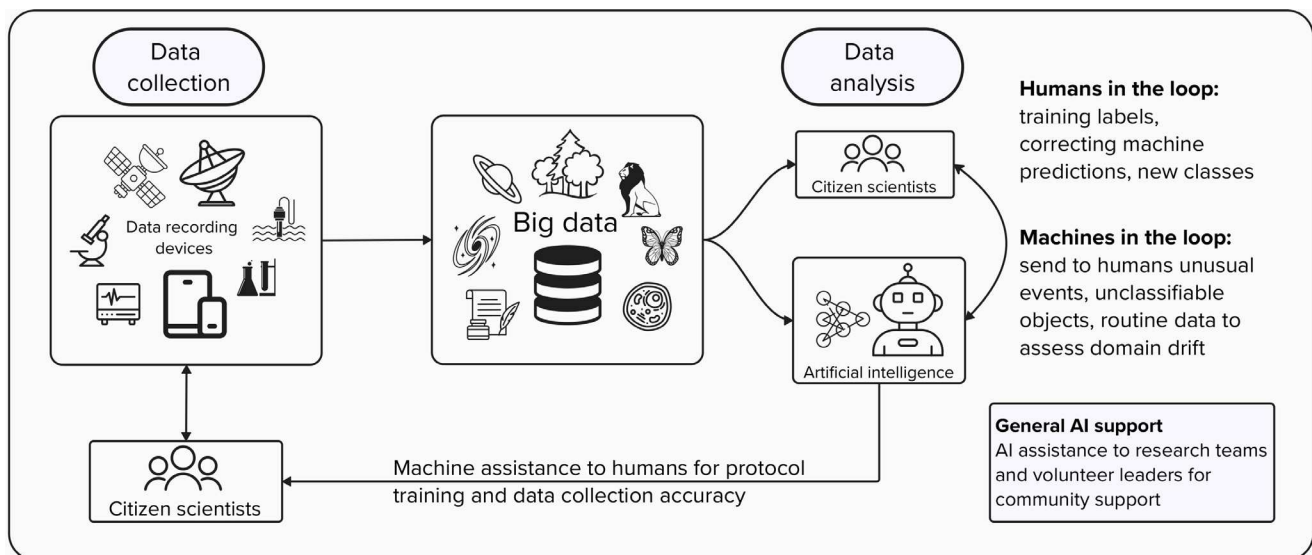 Data
collection
Data recording
devices
Citizen scientists
Big data
Data
analysis
Citizen scientists
Artificial intelligence
Machine assistance to humans for protocol
training and data collection accuracy
Humans in the loop:
training labels,
correcting machine
predictions, new classes
Machines in the loop:
send to humans unusual
events, unclassifiable
objects, routine data to
assess domain drift
General AI support
AI assistance to research teams
and volunteer leaders for
community support